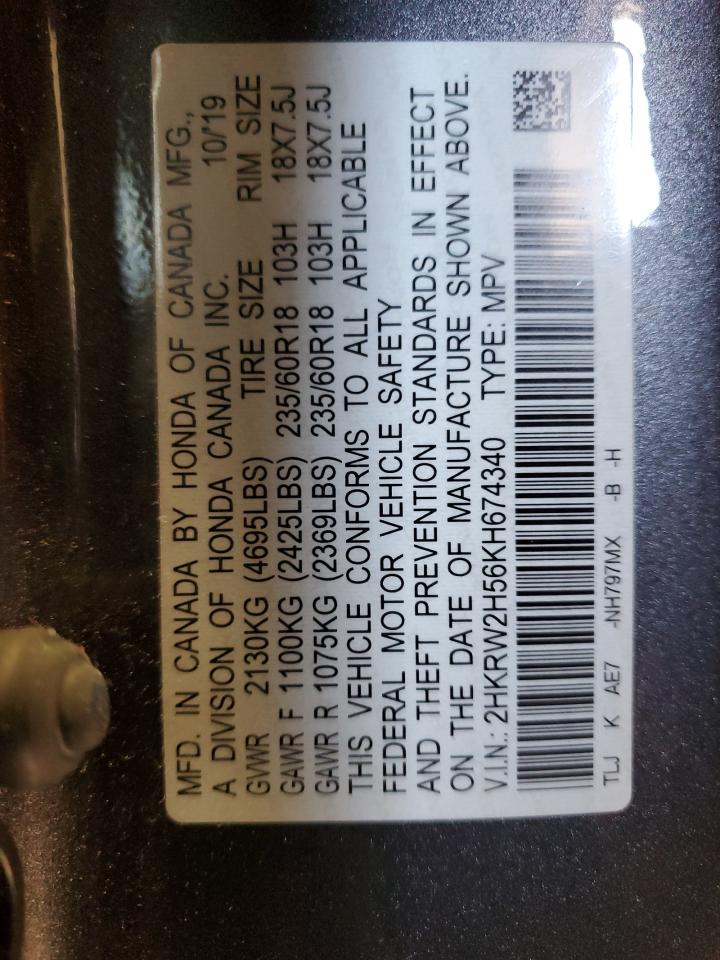 MFD. IN CANADA BY HONDA OF CANADA MFG.,
A DIVISION OF HONDA CANADA INC. 10/'19
GVWR 2130KG (4695LBS) TIRE SIZE RIM SIZE
GAWR F 1100KG (2425LBS) 235/60R18 103H 18X7.5J
GAWR R 1075KG (2369LBS) 235/60R18 103H 18X7.5J
THIS VEHICLE CONFORMS TO ALL APPLICABLE
FEDERAL MOTOR VEHICLE SAFETY
AND THEFT PREVENTION STANDARDS IN EFFECT
ON THE DATE OF MANUFACTURE SHOWN ABOVE.
V.I.N.: 2HKRW2H56KH674340 TYPE: MPV
TLJ K AE7 -NH797MX -B -H